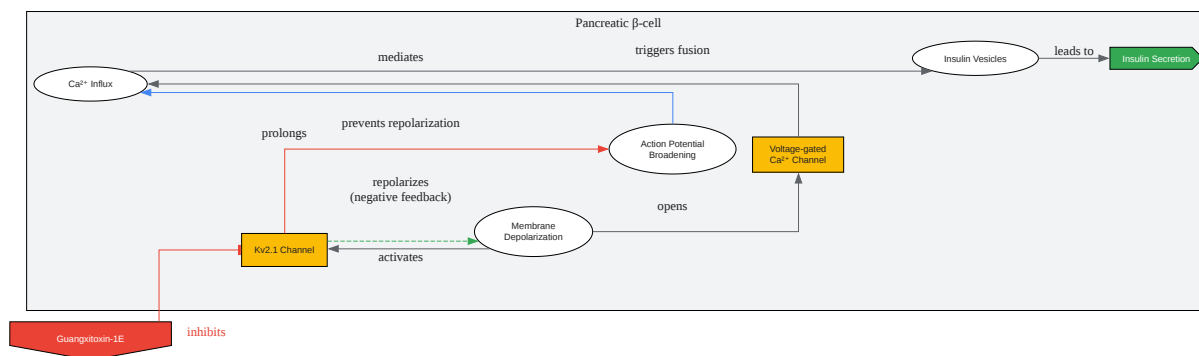 Pancreatic β-cell
triggers fusion
mediates
leads to
Insulin Vesicles
Insulin Secretion
Ca²⁺ Influx
prolongs
prevents repolarization
Action Potential
Broadening
Voltage-gated
Ca²⁺ Channel
repolarizes
(negative feedback)
opens
Membrane
Depolarization
Kv2.1 Channel
activates
Guangxitoxin-1E
inhibits